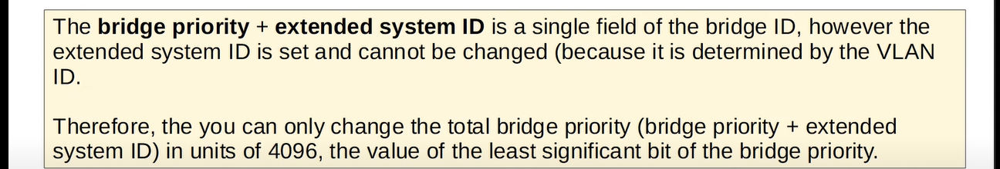 The bridge priority + extended system ID is a single field of the bridge ID, however the
extended system ID is set and cannot be changed (because it is determined by the VLAN
ID.
Therefore, the you can only change the total bridge priority (bridge priority + extended
system ID) in units of 4096, the value of the least significant bit of the bridge priority.